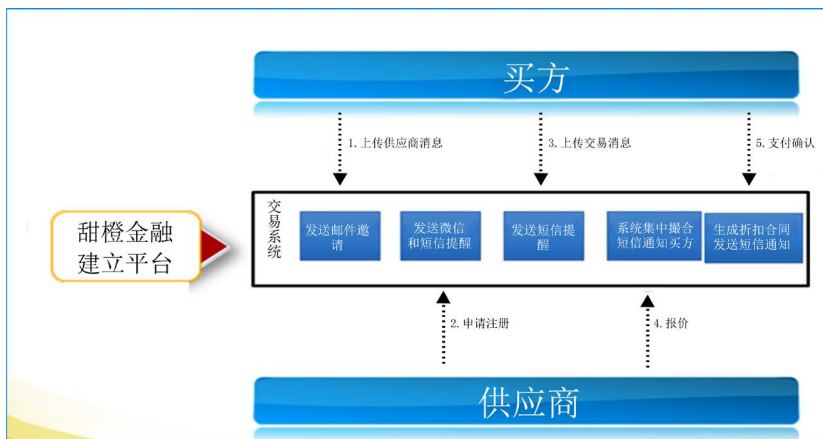 买方
1.上传供应商消息
3.上传交易消息
5.支付确认
甜橙金融
建立平台
交易系统
发送邮件邀
请
发送微信
和短信提醒
发送短信提
醒
系统集中撮合
短信通知买方
生成折扣合同
发送短信通知
2.申请注册
4.报价
供应商